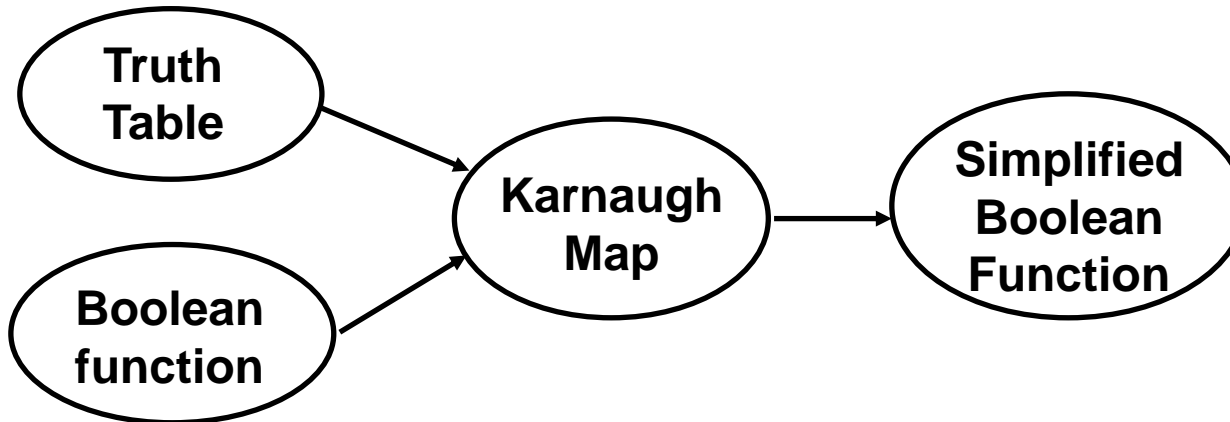 Truth
Table
Boolean
function
Karnaugh
Map
Simplified
Boolean
Function